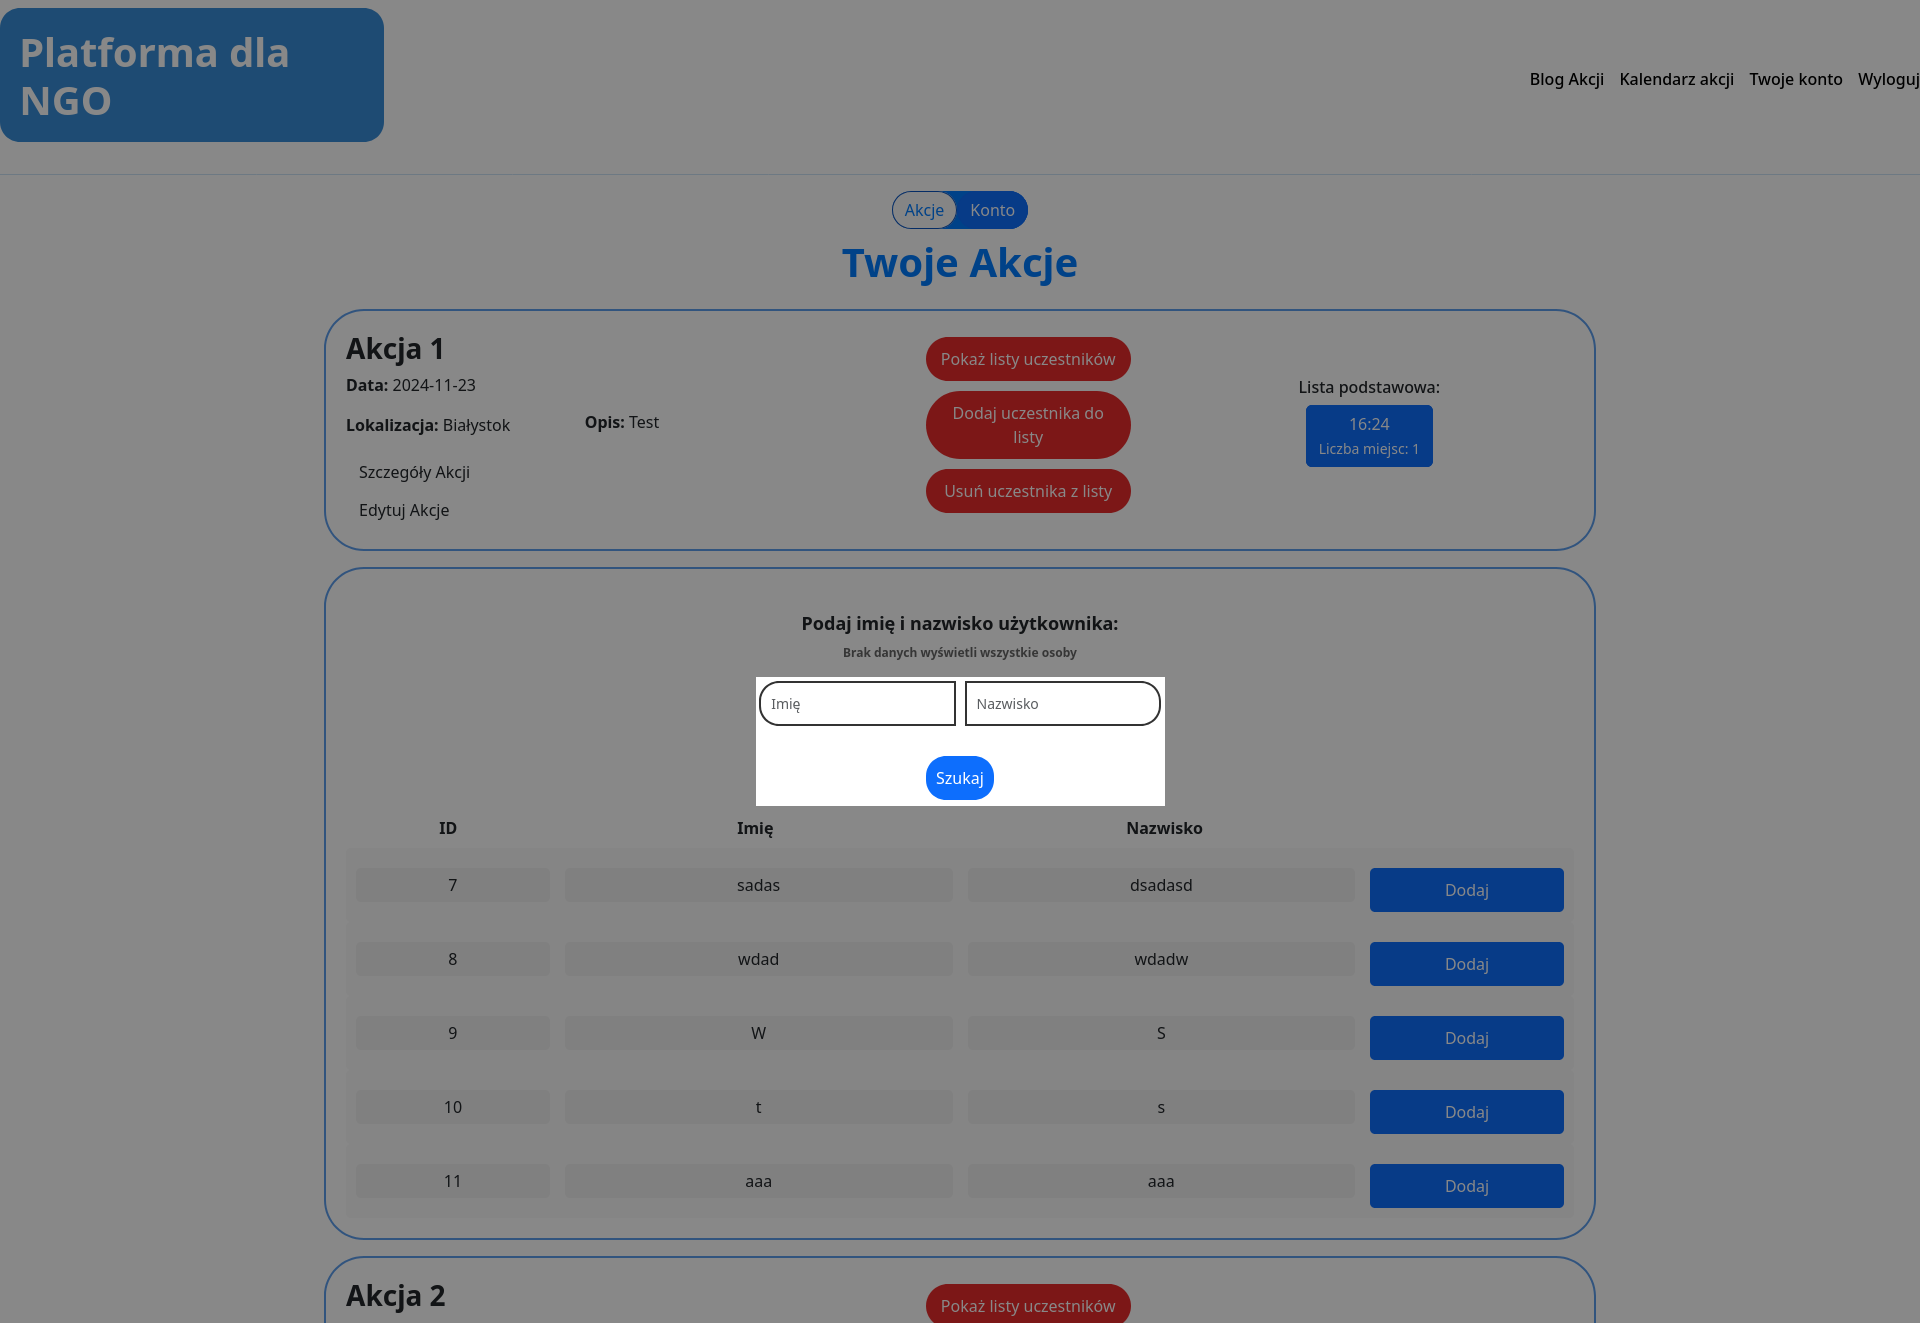 Platforma dla
NGO
Blog Akcji Kalendarz akcji Twoje konto Wyloguj
Akcje Konto
Twoje Akcje
Akcja 1
Data: 2024-11-23
Lokalizacja: Białystok
Szczegóły Akcji
Edytuj Akcje
Opis: Test
Pokaż listy uczestników
Dodaj uczestnika do
listy
Usuń uczestnika z listy
Lista podstawowa:
16:24
Liczba miejsc: 1
Podaj imię i nazwisko użytkownika:
Brak danych wyświetli wszystkie osoby
Imię Nazwisko
Szukaj
ID Imię Nazwisko
7 sadas dsadasd Dodaj
8 wdad wdadw Dodaj
9 W S Dodaj
10 t s Dodaj
11 aaa aaa Dodaj
Akcja 2
Pokaż listy uczestników